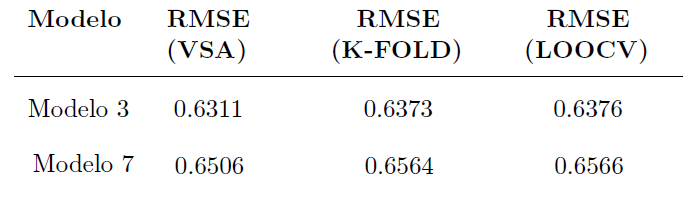 Modelo RMSE RMSE RMSE
(VSA) (K-FOLD) (LOOCV)
Modelo 3 0.6311 0.6373 0.6376
Modelo 7 0.6506 0.6564 0.6566